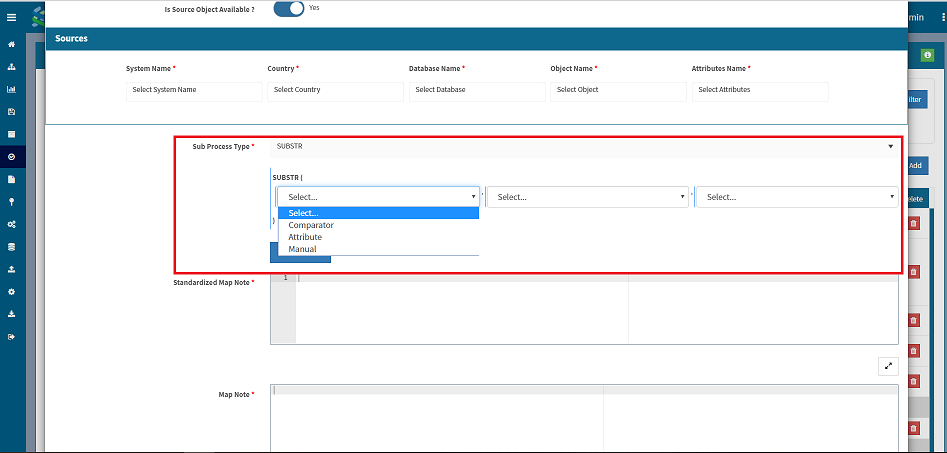 Is Source Object Available ? Yes
min
Sources
System Name * Country * Database Name * Object Name * Attributes Name *
Select System Name Select Country Select Database Select Object Select Attributes
ilter
Sub Process Type * SUBSTR
Add
SUBSTR (
Select... , Select... , Select...
elete
Select...
Comparator
)
Attribute
Manual
Standardized Map Note * 1
Map Note *